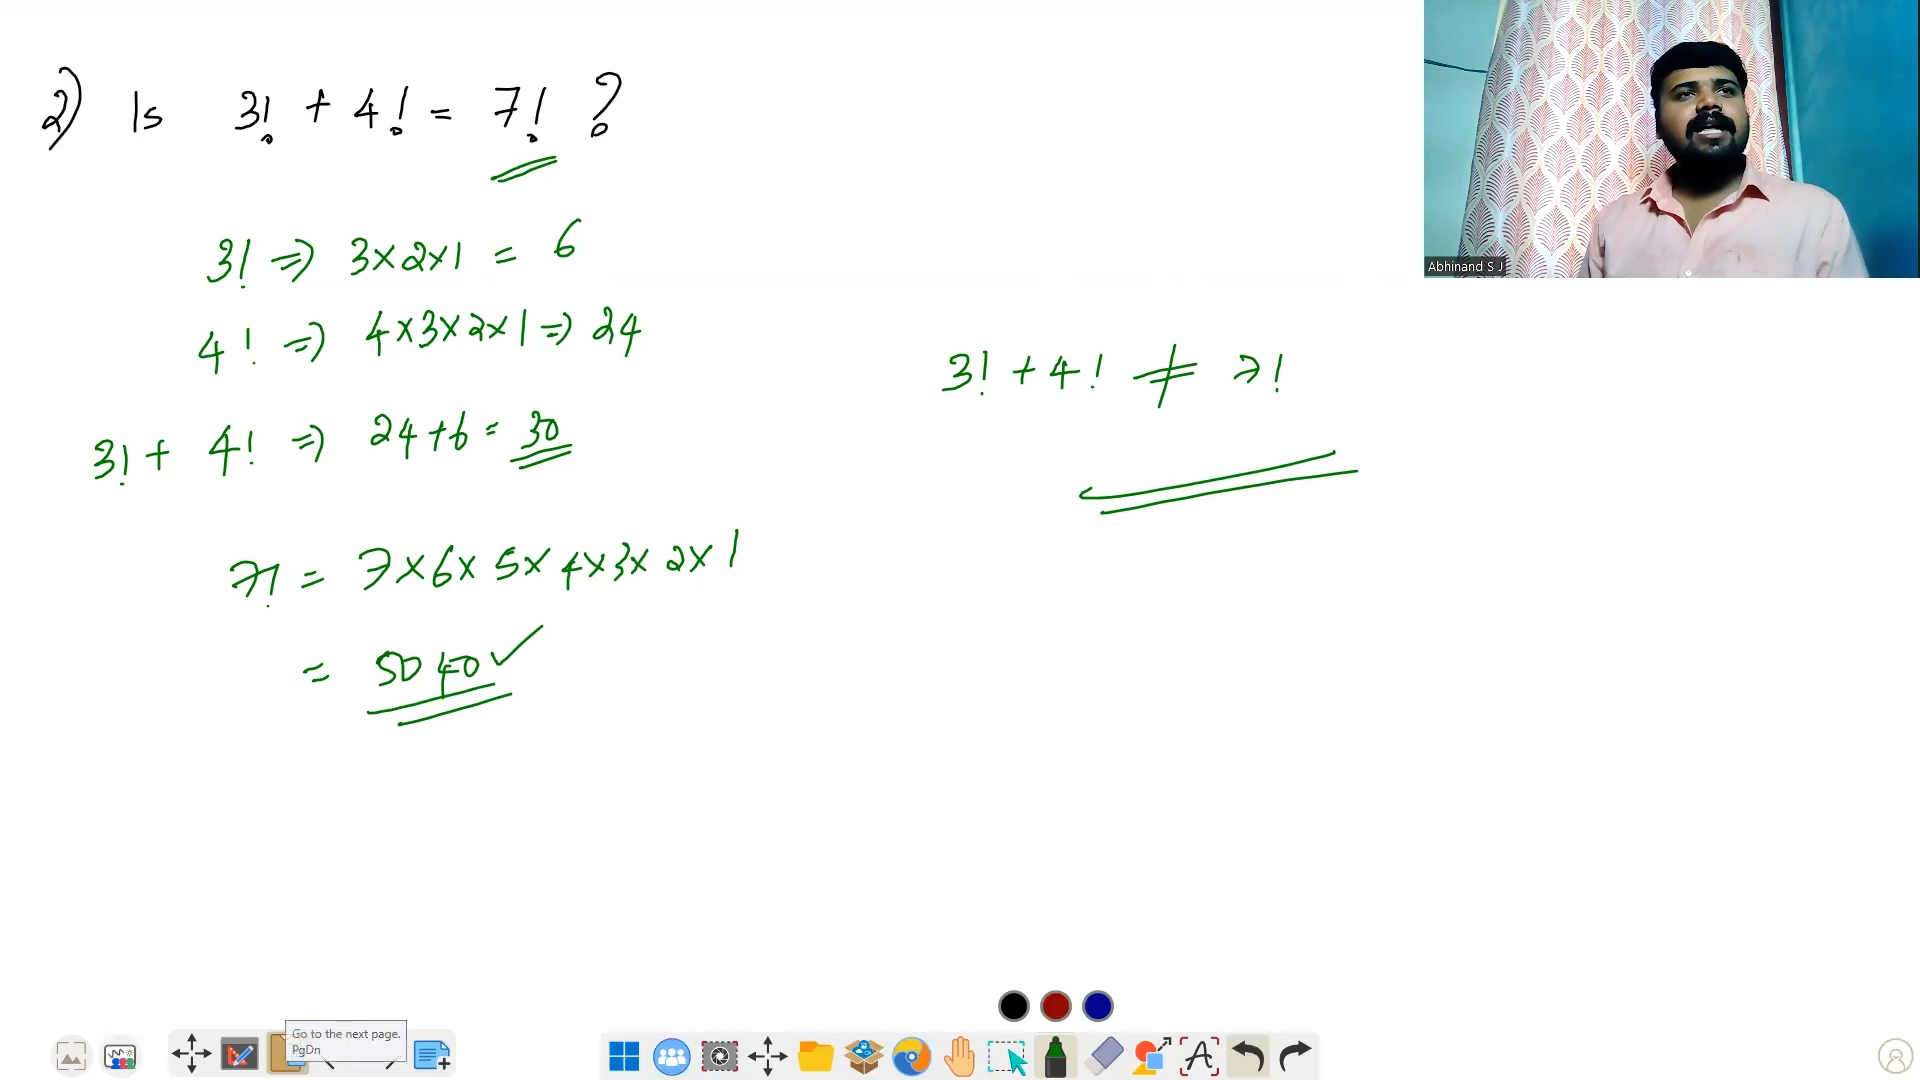 2) Is 3! + 4! = 7! ?
3! ⇒ 3×2×1 = 6
4! ⇒ 4×3×2×1 ⇒ 24
3! + 4! ⇒ 24+6 = 30
7! = 7×6×5×4×3×2×1
= 5040 ✓
3! + 4! ≠ 7!
Abhinand S J
Go to the next page.
PgDn